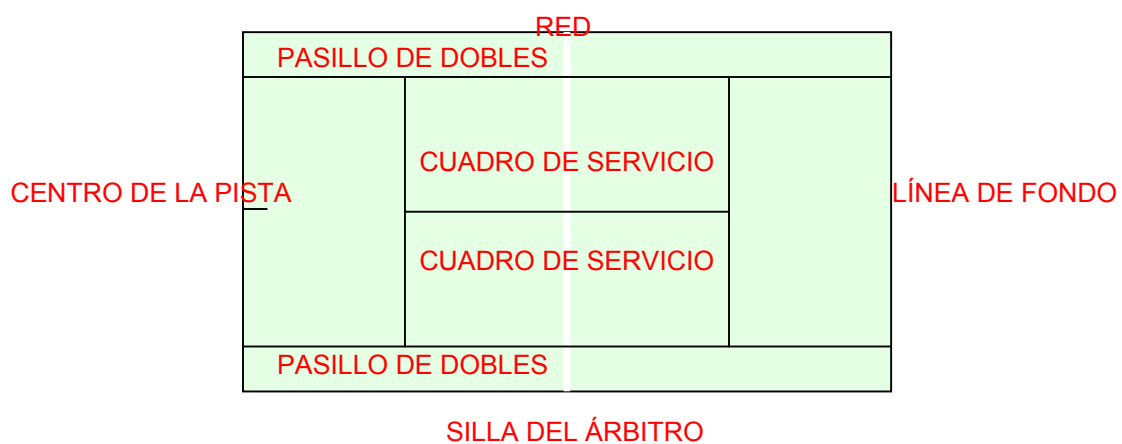 RED
PASILLO DE DOBLES
CUADRO DE SERVICIO
CENTRO DE LA PISTA
LÍNEA DE FONDO
CUADRO DE SERVICIO
PASILLO DE DOBLES
SILLA DEL ÁRBITRO